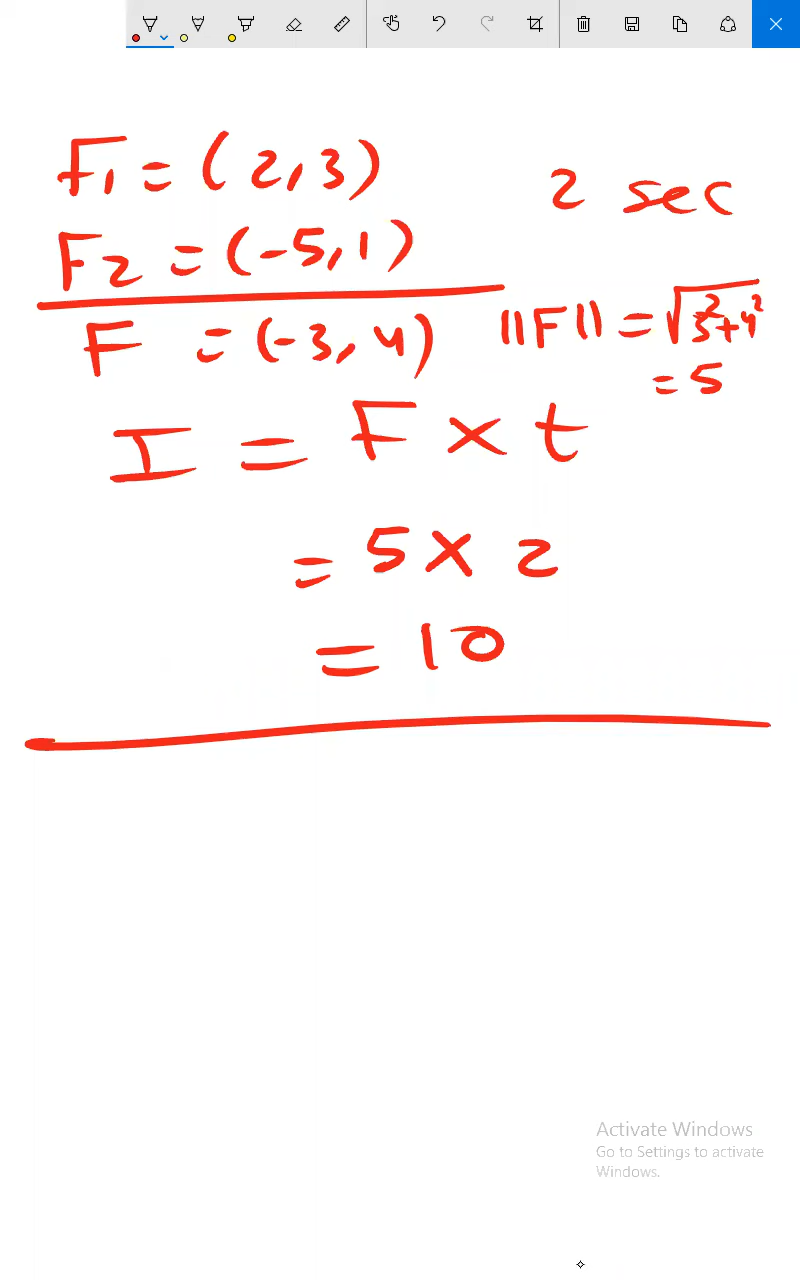 F1 = (2,3)
2 sec
F2 = (-5,1)
F = (-3,4)
||F|| = √3²+4²
= 5
I = F × t
= 5 × 2
= 10
Activate Windows
Go to Settings to activate
Windows.